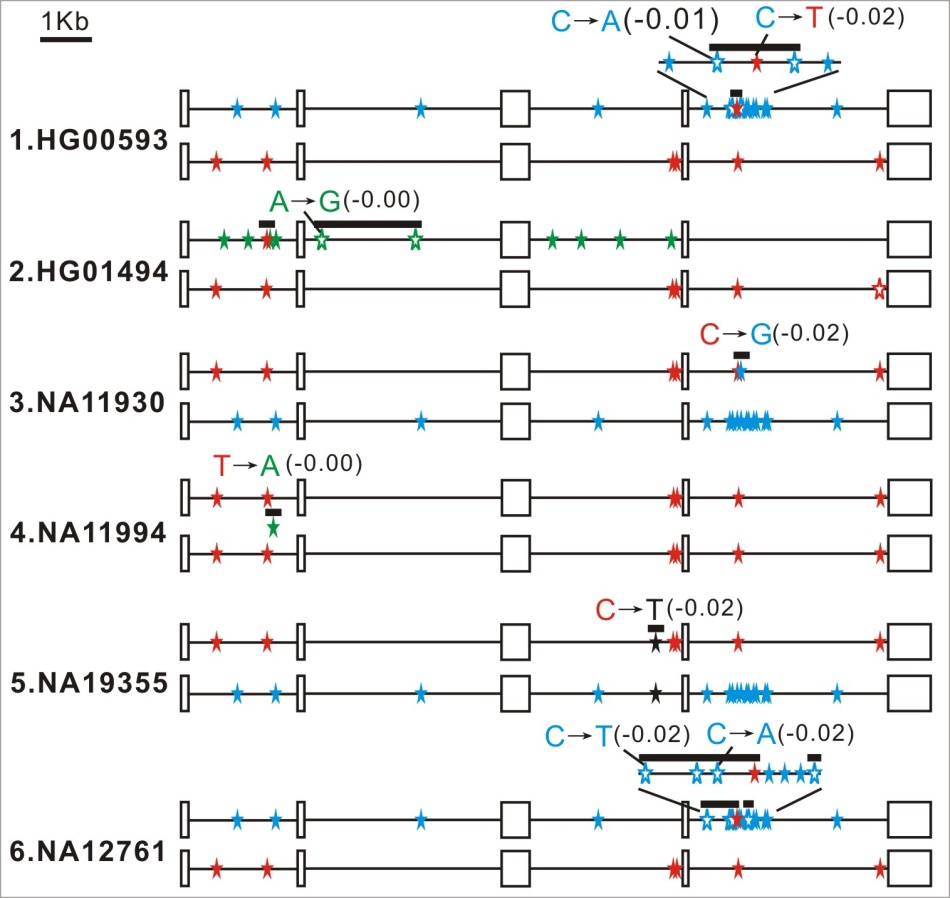 1Kb
C→A(-0.01) C→T(-0.02)
1.HG00593
A→G(-0.00)
2.HG01494
C→G(-0.02)
3.NA11930
T→A(-0.00)
4.NA11994
C→T(-0.02)
5.NA19355
C→T(-0.02) C→A(-0.02)
6.NA12761